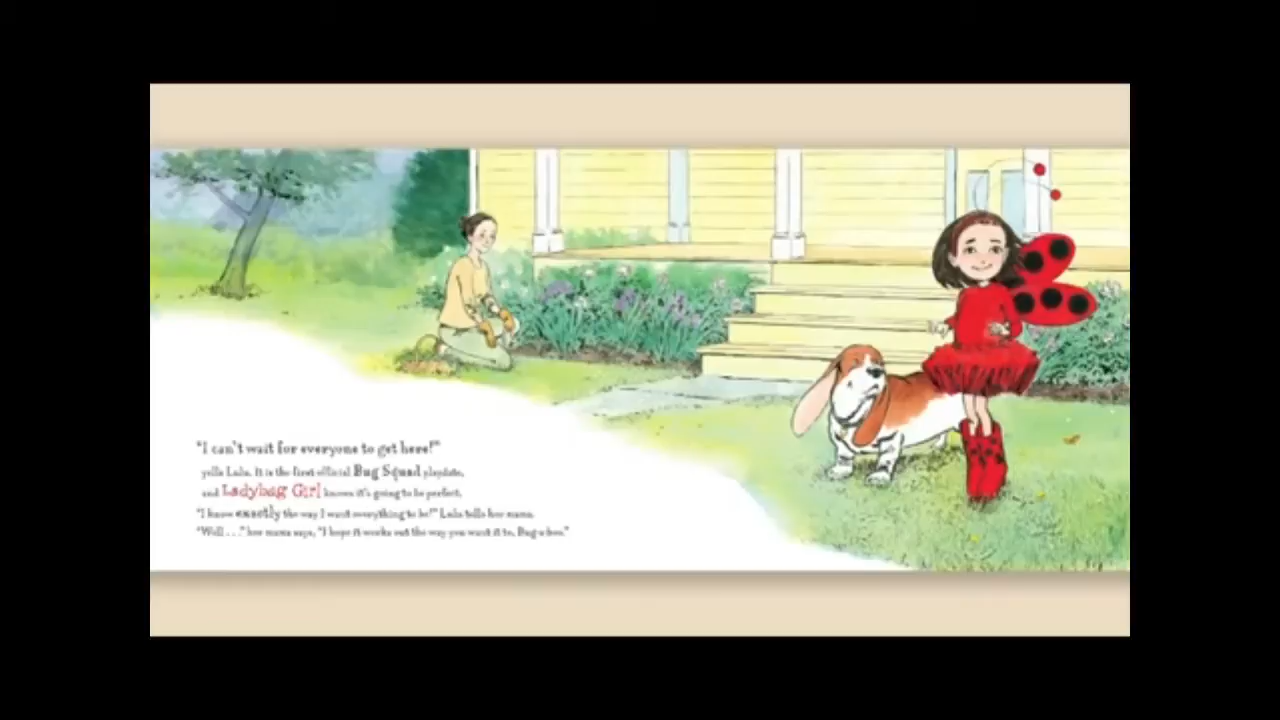 "I can't wait for everyone to get here!"
yells Lulu. It is the first official Bug Squad playdate,
and Ladybug Girl knows it's going to be perfect.
"I know exactly the way I want everything to be!" Lulu tells her mama.
"Well . . ." her mama says, "I hope it works out the way you want it to, Bug-a-boo."